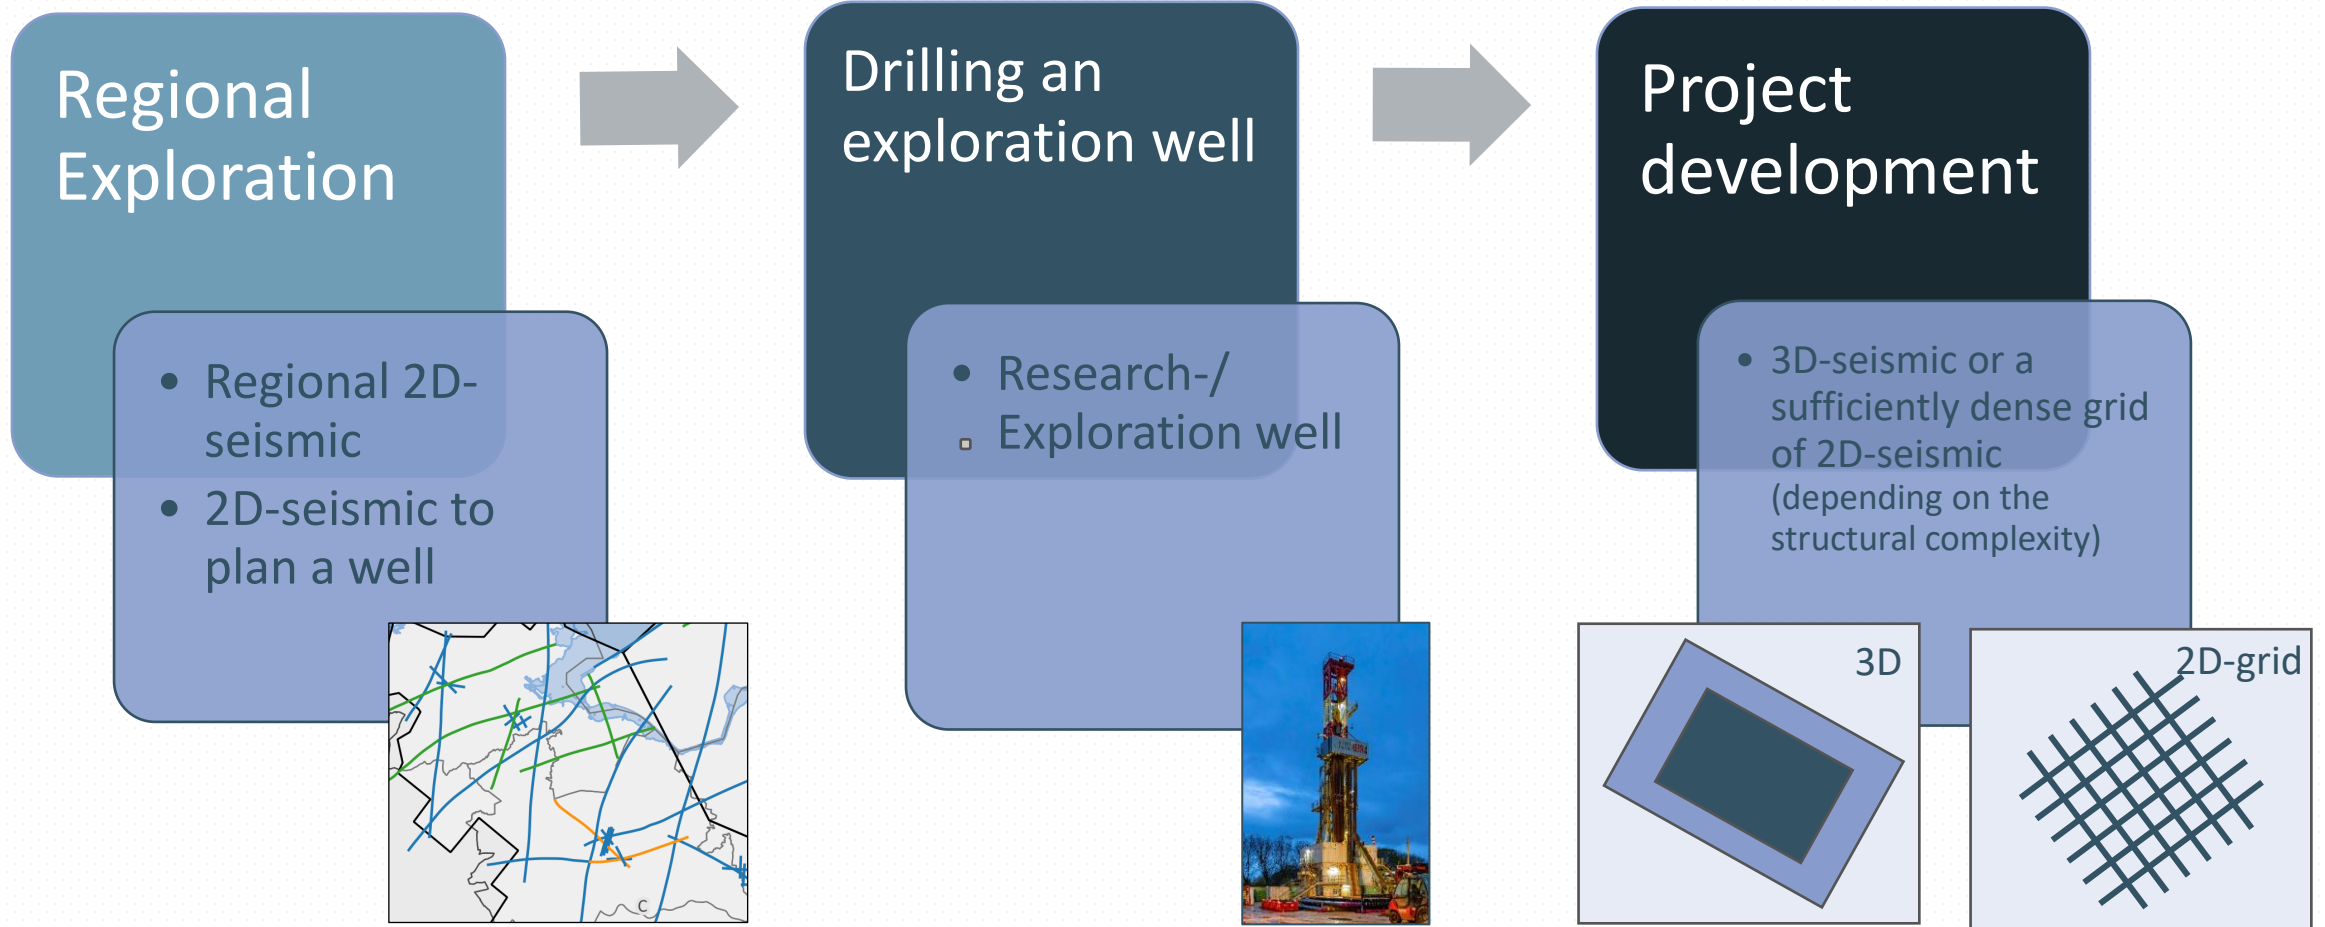 Regional
Exploration
• Regional 2D-
seismic
• 2D-seismic to
plan a well
C
Drilling an
exploration well
• Research-/
Exploration well
Project
development
• 3D-seismic or a
sufficiently dense grid
of 2D-seismic
(depending on the
structural complexity)
3D
2D-grid